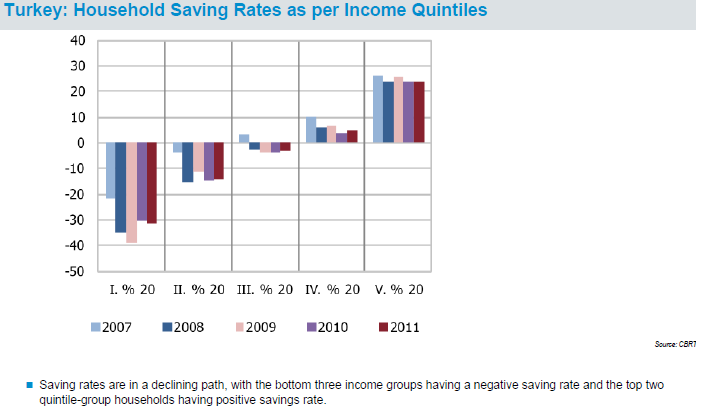 Turkey: Household Saving Rates as per Income Quintiles
40
30
20
10
0
-10
-20
-30
-40
-50
I. % 20 II. % 20 III. % 20 IV. % 20 V. % 20
2007 2008 2009 2010 2011
Source: CBRT
Saving rates are in a declining path, with the bottom three income groups having a negative saving rate and the top two
quintile-group households having positive savings rate.